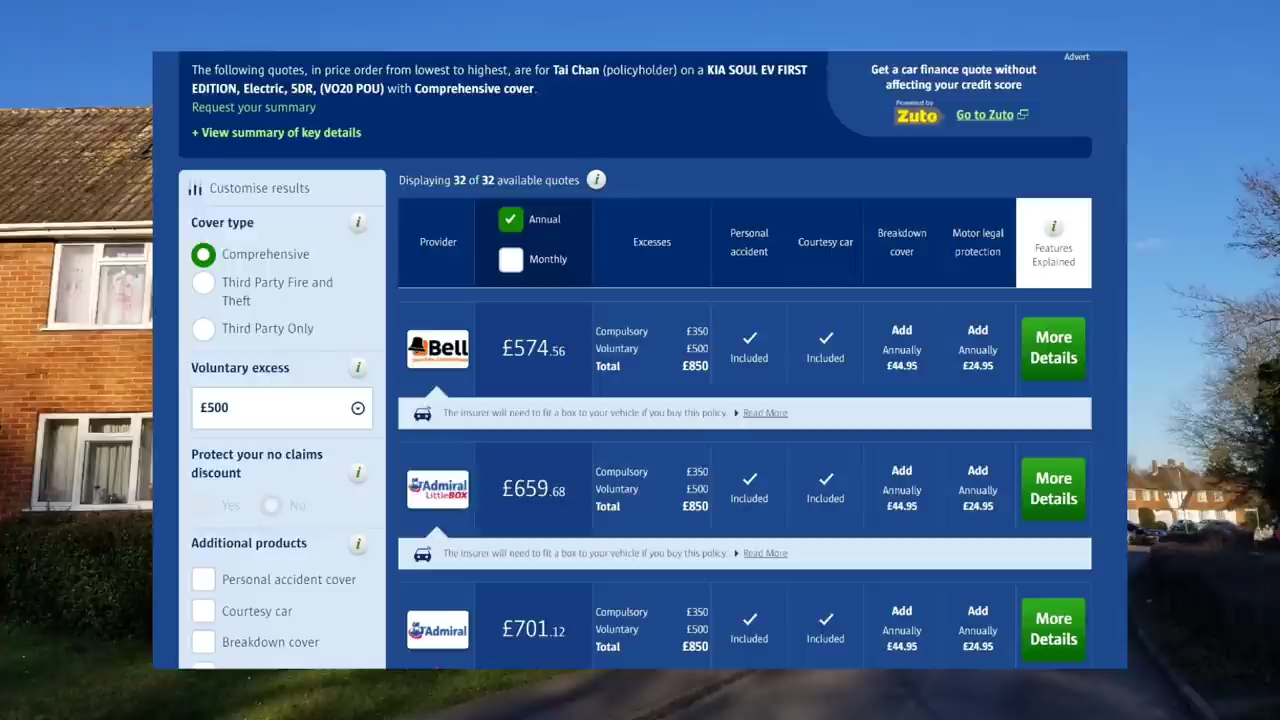 The following quotes, in price order from lowest to highest, are for Tai Chan (policyholder) on a KIA SOUL EV FIRST
EDITION, Electric, 5DR, (VO20 POU) with Comprehensive cover.
Request your summary
+ View summary of key details
Advert
Get a car finance quote without
affecting your credit score
Powered by
Zuto
Go to Zuto
Customise results
Cover type
Comprehensive
Third Party Fire and
Theft
Third Party Only
Voluntary excess
£500
Protect your no claims
discount
Yes No
Additional products
Personal accident cover
Courtesy car
Breakdown cover
Displaying 32 of 32 available quotes
Provider
Annual
Monthly
Excesses
Personal
accident
Courtesy car
Breakdown
cover
Motor legal
protection
Features
Explained
Bell
£574.56
Compulsory £350
Voluntary £500
Total £850
Included
Included
Add
Annually
£44.95
Add
Annually
£24.95
More
Details
The insurer will need to fit a box to your vehicle if you buy this policy. Read More
Admiral
LittleBOX
£659.68
Compulsory £350
Voluntary £500
Total £850
Included
Included
Add
Annually
£44.95
Add
Annually
£24.95
More
Details
The insurer will need to fit a box to your vehicle if you buy this policy. Read More
Admiral
£701.12
Compulsory £350
Voluntary £500
Total £850
Included
Included
Add
Annually
£44.95
Add
Annually
£24.95
More
Details